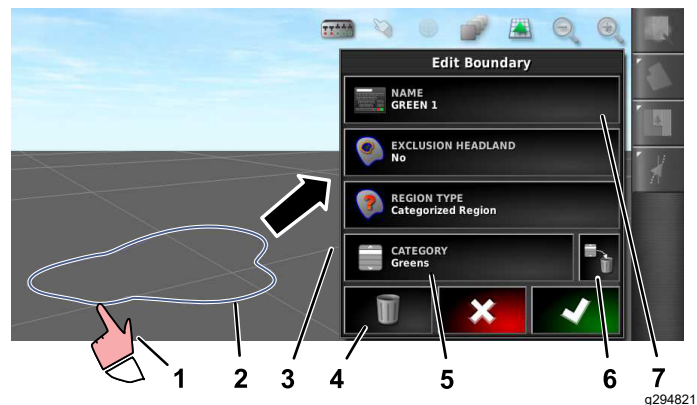 Edit Boundary
NAME
GREEN 1
EXCLUSION HEADLAND
No
REGION TYPE
Categorized Region
?
CATEGORY
Greens
1
2
3
4
5
6
7
g294821